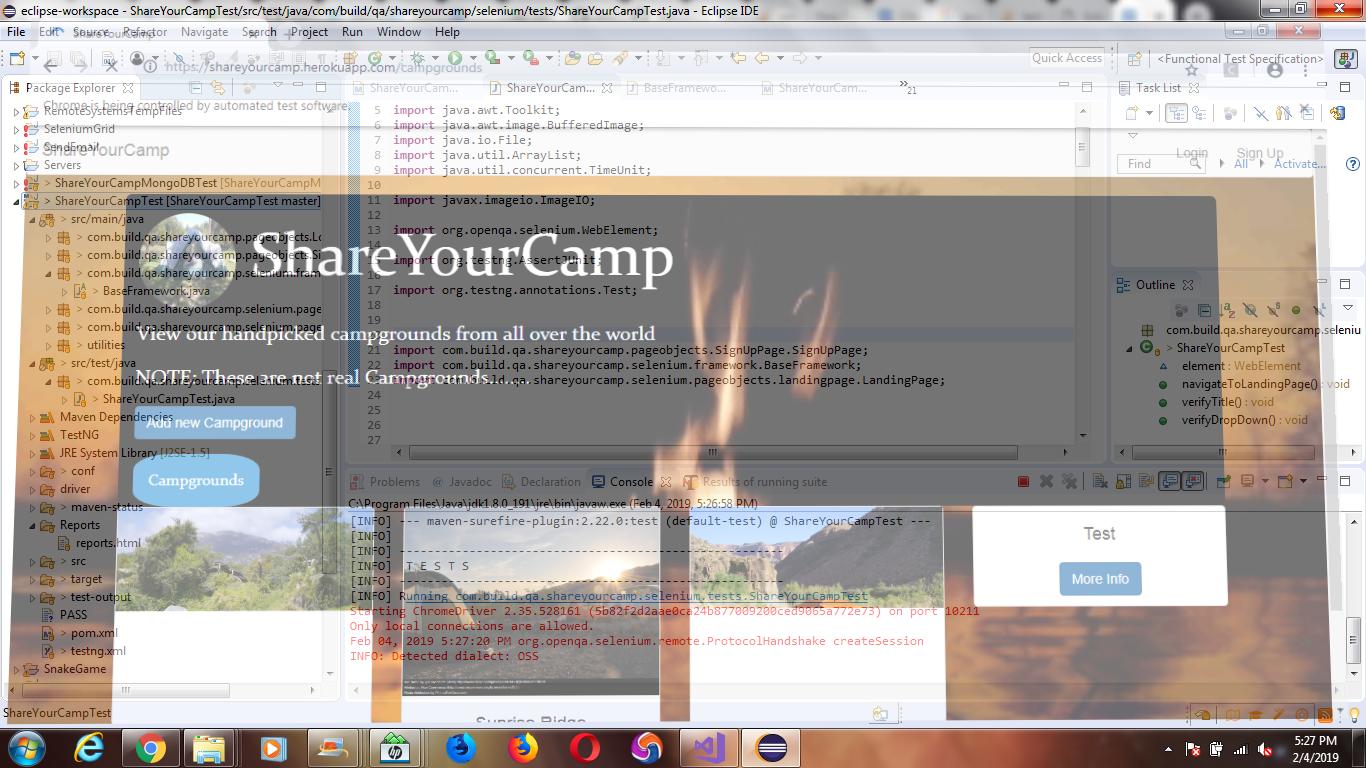 eclipse-workspace - ShareYourCampTest/src/test/java/com/build/qa/shareyourcamp/selenium/tests/ShareYourCampTest.java - Eclipse IDE
File Edit Source Refactor Navigate Search Project Run Window Help
ShareYourCamp
https://shareyourcamp.herokuapp.com/campgrounds
Quick Access
<Functional Test Specification>
Package Explorer
ShareYourCam...
ShareYourCam...
BaseFramewo...
ShareYourCam...
21
Task List
Chrome is being controlled by automated test software.
RemoteSystemsTempFiles
SeleniumGrid
SendEmail
ShareYourCamp
Servers
> ShareYourCampMongoDBTest [ShareYourCampM
> ShareYourCampTest [ShareYourCampTest master]
> src/main/java
> com.build.qa.shareyourcamp.pageobjects.Lo
> com.build.qa.shareyourcamp.pageobjects.Si
> com.build.qa.shareyourcamp.selenium.fram
> BaseFramework.java
> com.build.qa.shareyourcamp.selenium.page
> com.build.qa.shareyourcamp.selenium.page
> utilities
> src/test/java
> com.build.qa.shareyourcamp.selenium.tests
> ShareYourCampTest.java
Maven Dependencies
TestNG
JRE System Library [J2SE-1.5]
> conf
driver
> maven-status
Reports
reports.html
> src
> target
> test-output
PASS
> pom.xml
> testng.xml
SnakeGame
5 import java.awt.Toolkit;
6 import java.awt.image.BufferedImage;
7 import java.io.File;
8 import java.util.ArrayList;
9 import java.util.concurrent.TimeUnit;
10
11 import javax.imageio.ImageIO;
12
13 import org.openqa.selenium.WebElement;
15 import org.testng.AssertJUnit;
16
17 import org.testng.annotations.Test;
18
21 import com.build.qa.shareyourcamp.pageobjects.SignUpPage.SignUpPage;
22 import com.build.qa.shareyourcamp.selenium.framework.BaseFramework;
import com.build.qa.shareyourcamp.selenium.pageobjects.landingpage.LandingPage;
25
26
27
Login Sign Up
Find All Activate...
Outline
com.build.qa.shareyourcamp.seleniu
> ShareYourCampTest
element : WebElement
navigateToLandingPage() : void
verifyTitle() : void
verifyDropDown() : void
ShareYourCamp
View our handpicked campgrounds from all over the world
NOTE: These are not real Campgrounds......
Add new Campground
Campgrounds
Problems Javadoc Declaration Console Results of running suite
C:\Program Files\Java\jdk1.8.0_191\jre\bin\javaw.exe (Feb 4, 2019, 5:26:58 PM)
[INFO] --- maven-surefire-plugin:2.22.0:test (default-test) @ ShareYourCampTest ---
[INFO]
[INFO] -------------------------------------------------------
[INFO] T E S T S
[INFO] -------------------------------------------------------
[INFO] Running com.build.qa.shareyourcamp.selenium.tests.ShareYourCampTest
Starting ChromeDriver 2.35.528161 (5b82f2d2aae0ca24b877009200ced9065a772e73) on port 10211
Only local connections are allowed.
Feb 04, 2019 5:27:20 PM org.openqa.selenium.remote.ProtocolHandshake createSession
INFO: Detected dialect: OSS
Test
More Info
Sunrise Ridge
ShareYourCampTest
5:27 PM
2/4/2019